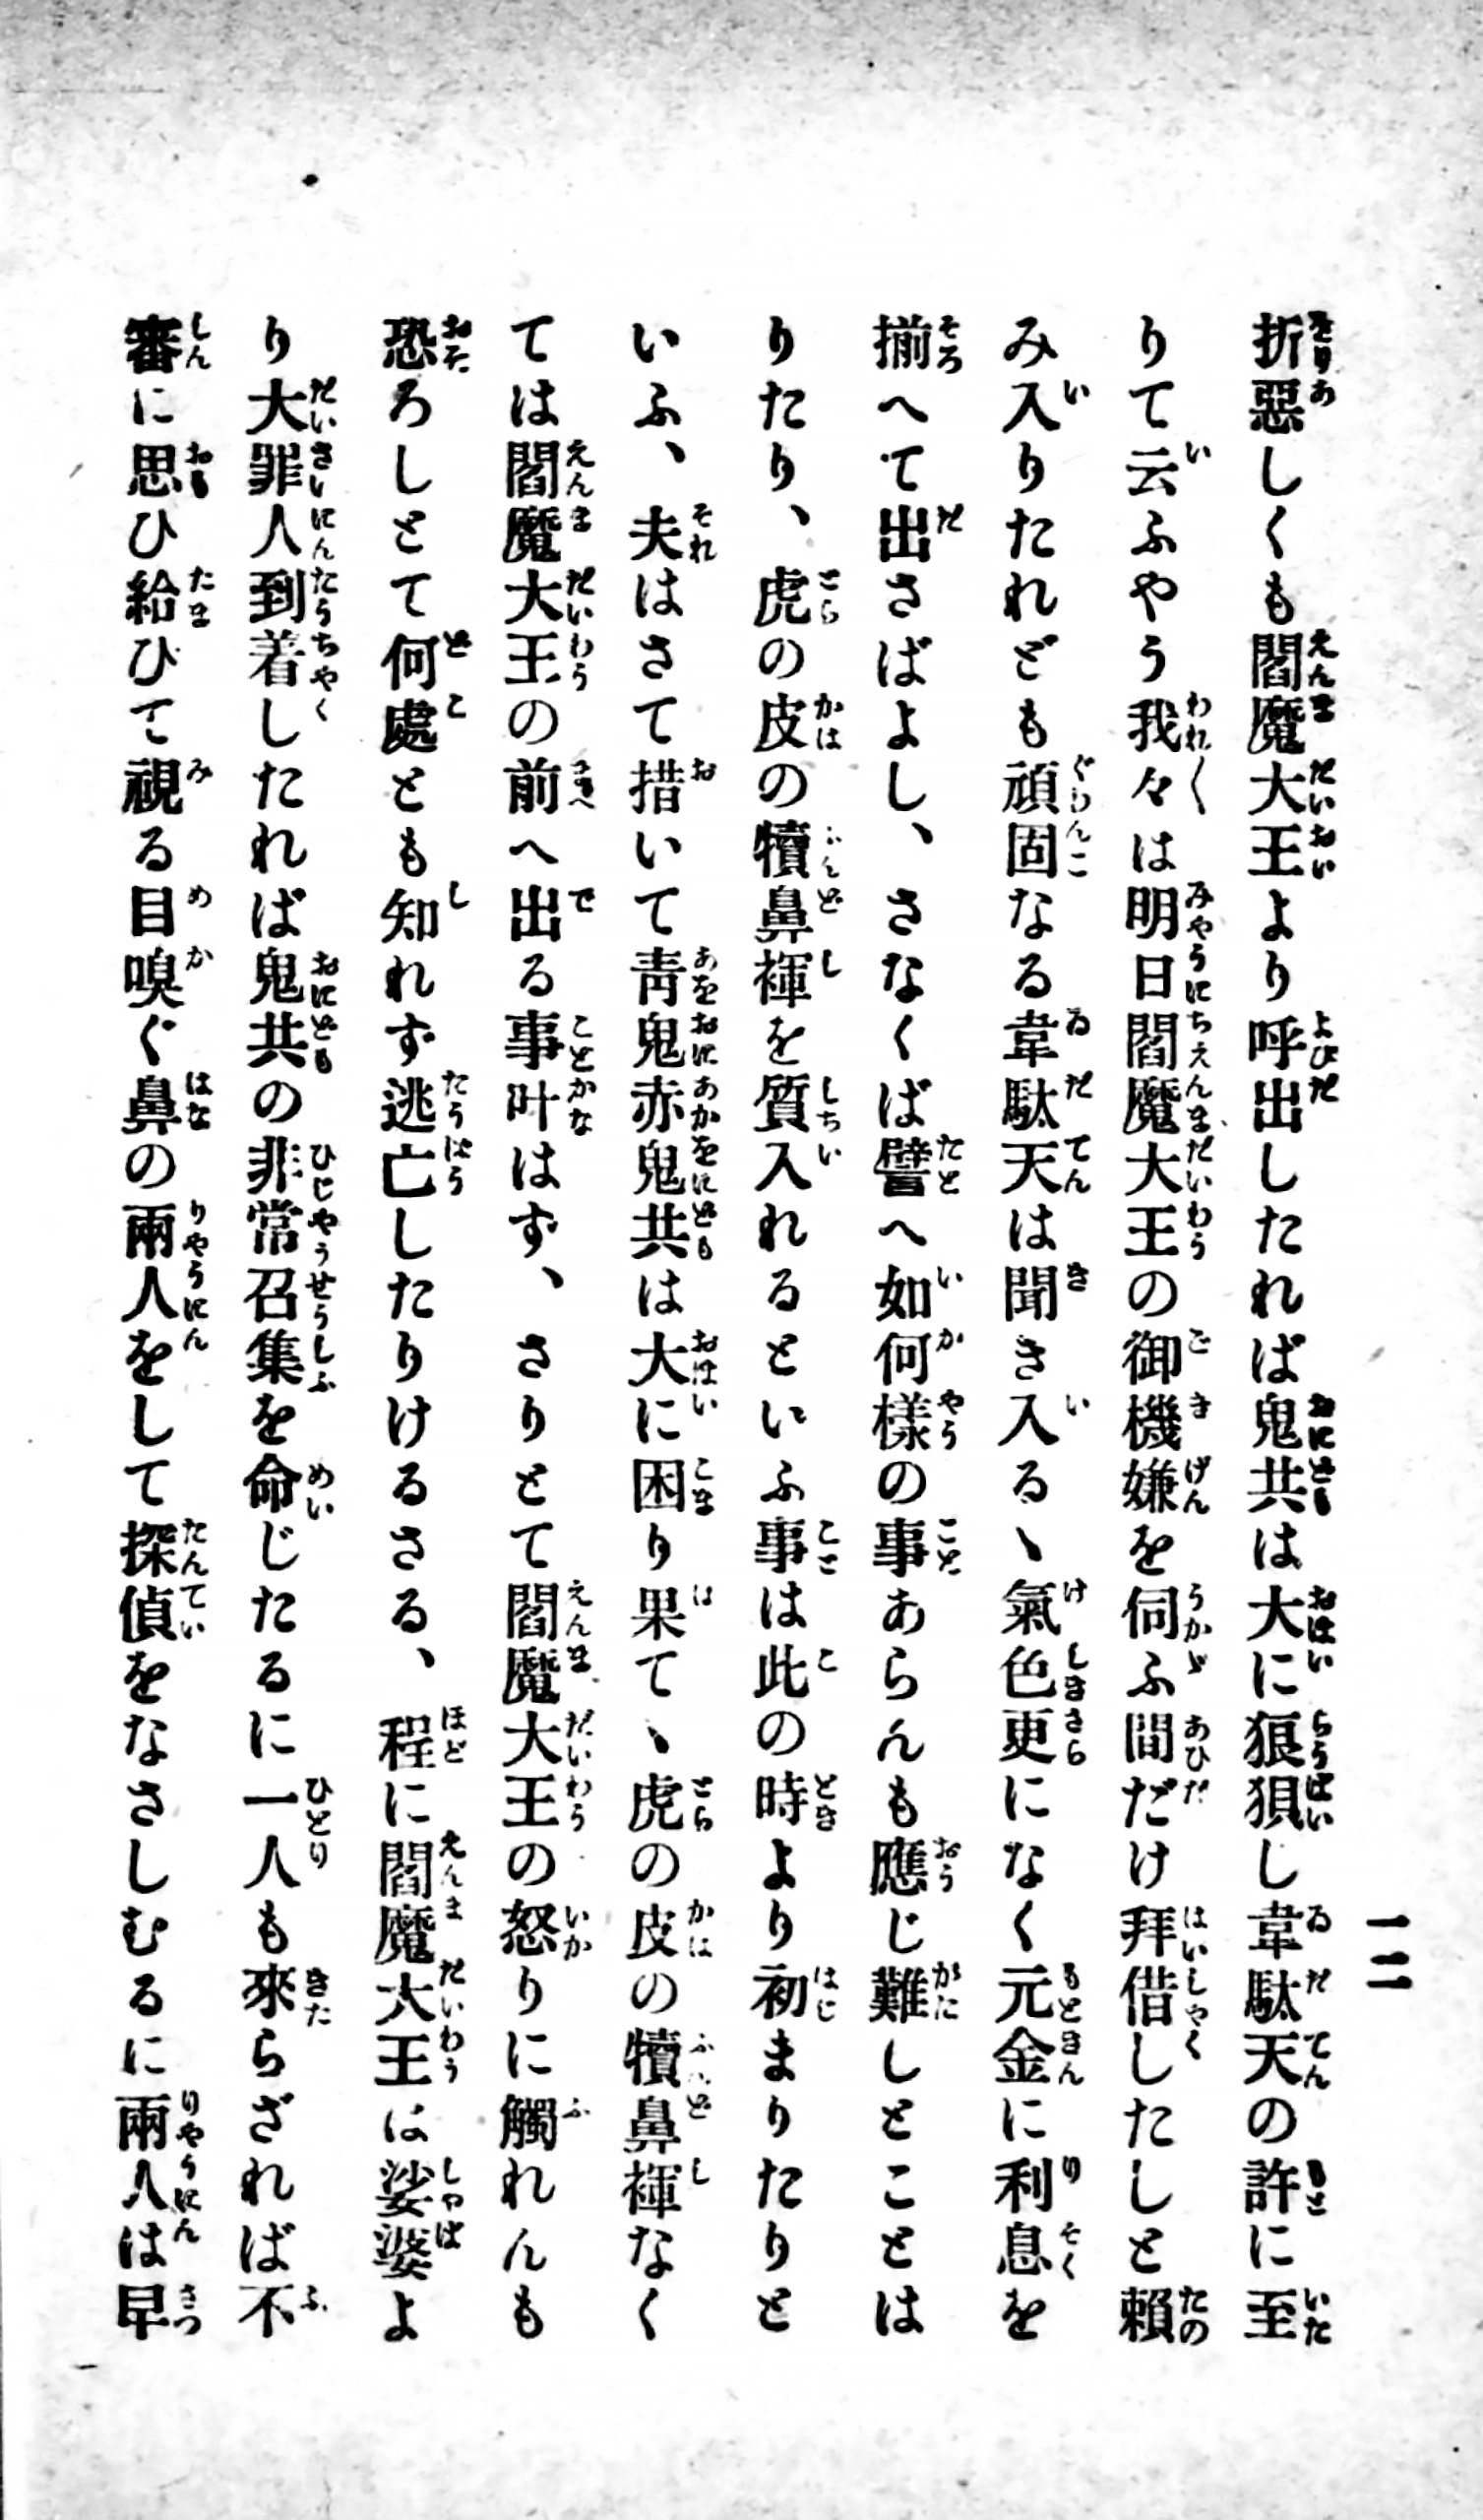 一二
折惡しくも閻魔大王より呼出したれば鬼共は大に狼狽し韋駄天の許に至
りて云ふやう我々は明日閻魔大王の御機嫌を伺ふ間だけ拜借したしと賴
み入りたれども頑固なる韋駄天は聞き入るヽ氣色更になく元金に利息を
揃へて出さばよし、さなくば譬へ如何樣の事あらんも應じ難しとことは
りたり、虎の皮の犢鼻褌を質入れるといふ事は此の時より初まりたりと
いふ、夫はさて措いて靑鬼赤鬼共は大に困り果てヽ虎の皮の犢鼻褌なく
ては閻魔大王の前へ出る事叶はず、さりとて閻魔大王の怒りに觸れんも
恐ろしとて何處とも知れず逃亡したりけるさる、程に閻魔大王は娑婆よ
り大罪人到着したれば鬼共の非常召集を命じたるに一人も來らざれば不
審に思ひ給ひて視る目嗅ぐ鼻の兩人をして探偵をなさしむるに兩人は早